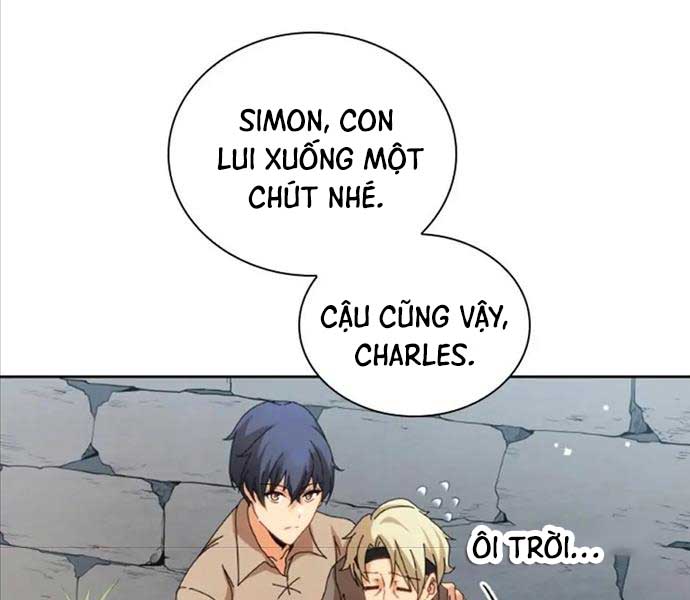 SIMON, CON
LUI XUỐNG MỘT
CHÚT NHÉ.
CẬU CŨNG VẬY,
CHARLES.
ÔI TRỜI...